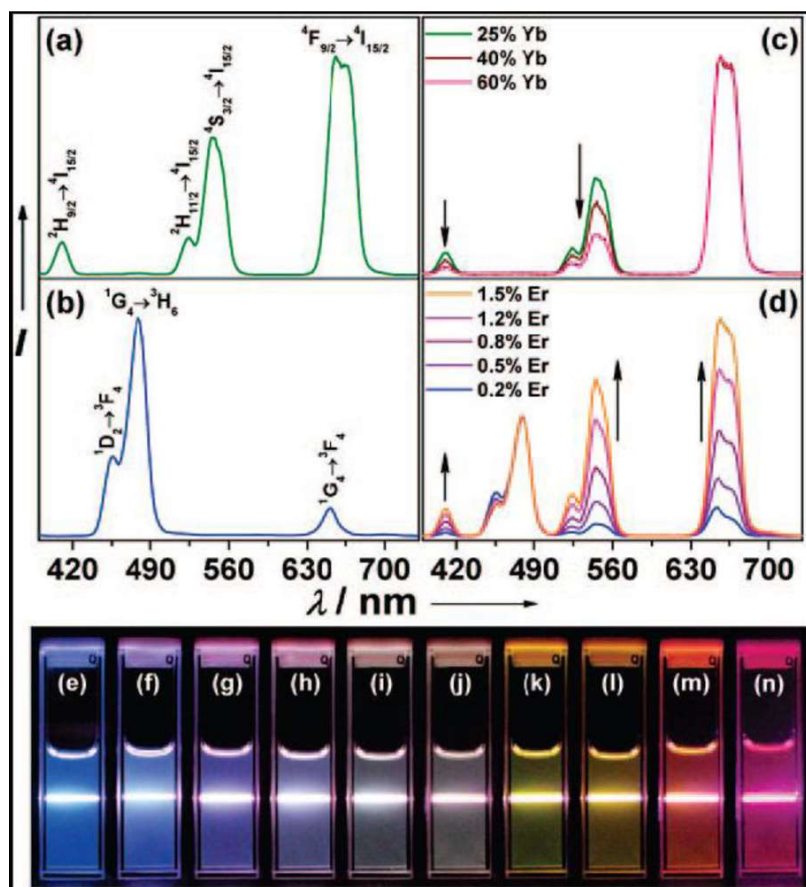 (a)
⁴F₉/₂→⁴I₁₅/₂
⁴S₃/₂→⁴I₁₅/₂
²H₁₁/₂→⁴I₁₅/₂
²H₉/₂→⁴I₁₅/₂
25% Yb
40% Yb
60% Yb
(c)
(b)
¹G₄→³H₆
¹D₂→³F₄
¹G₄→³F₄
1.5% Er
1.2% Er
0.8% Er
0.5% Er
0.2% Er
(d)
I
420 490 560 630 700
420 490 560 630 700
λ / nm
Q Q Q Q Q Q Q Q Q Q
(e) (f) (g) (h) (i) (j) (k) (l) (m) (n)